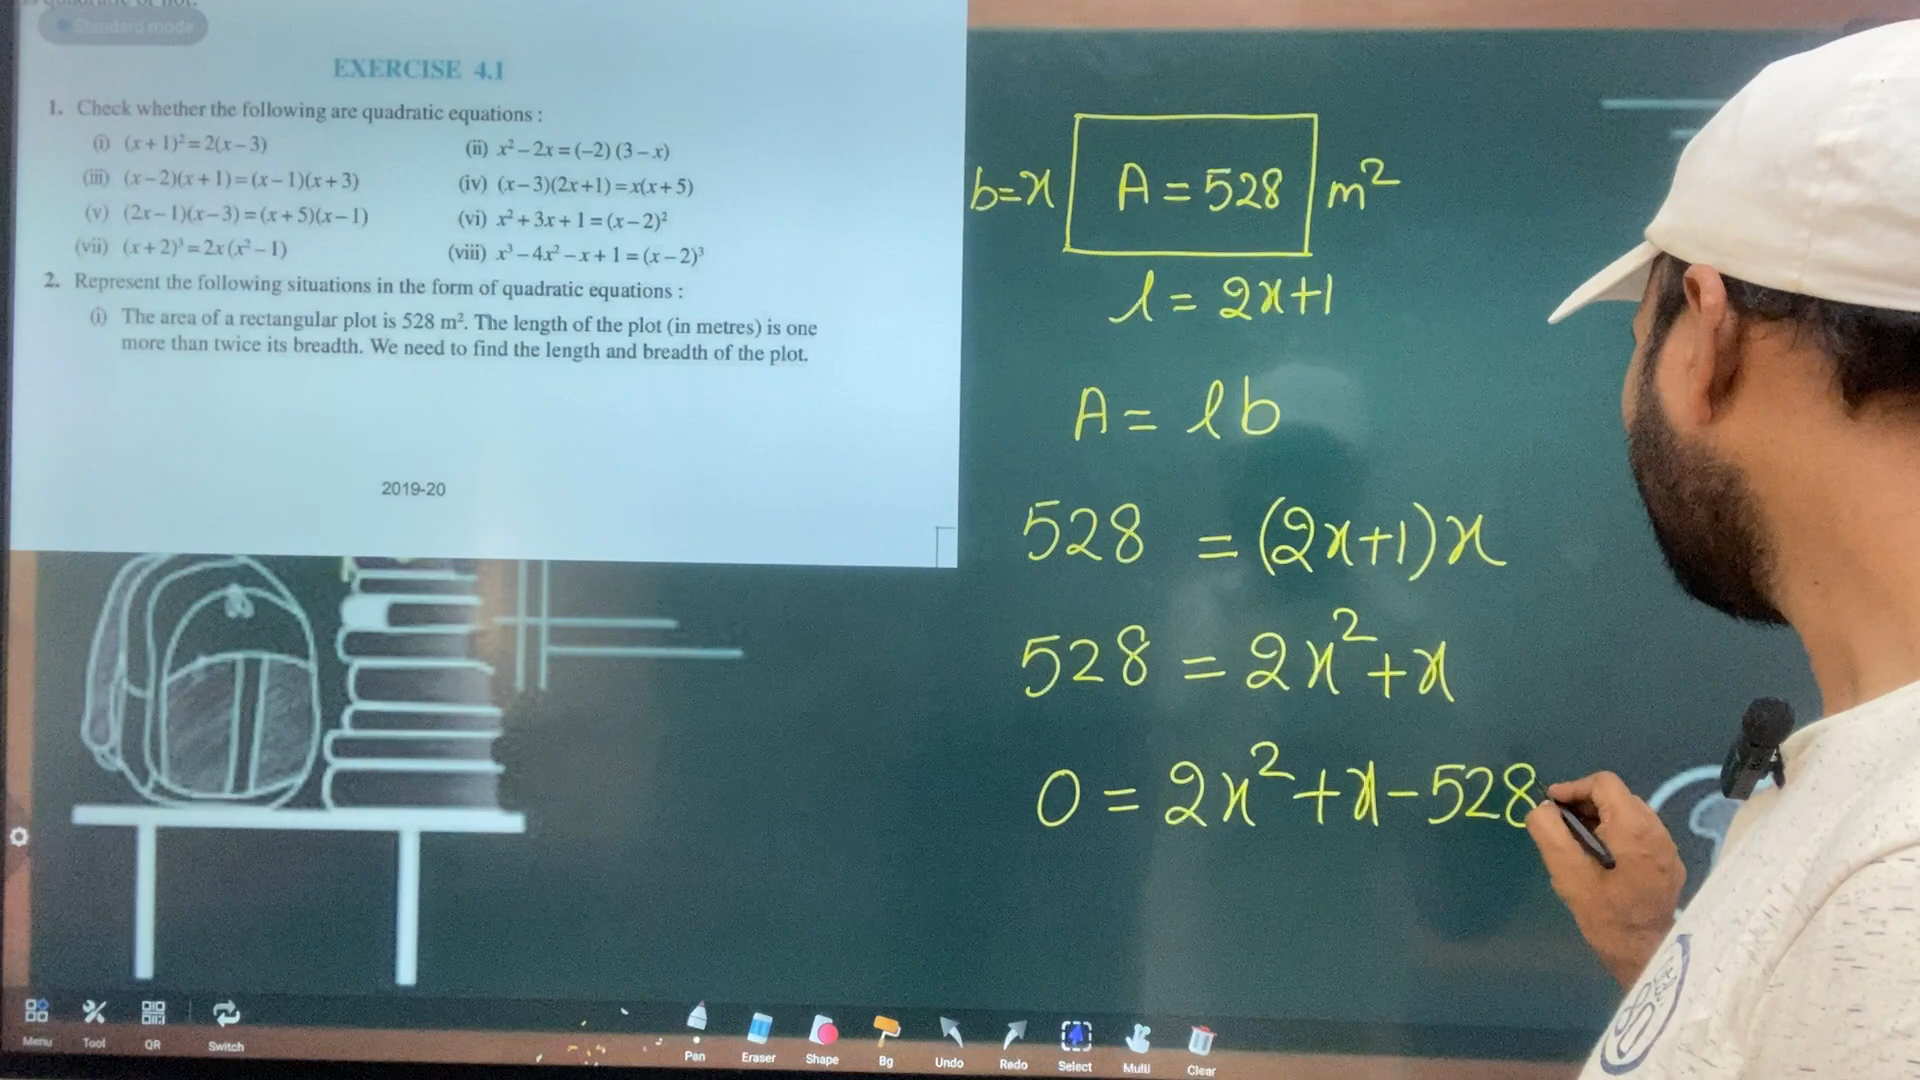 Standard mode
EXERCISE 4.1
1. Check whether the following are quadratic equations :
(i) (x + 1)² = 2(x – 3)
(ii) x² – 2x = (–2) (3 – x)
(iii) (x – 2)(x + 1) = (x – 1)(x + 3)
(iv) (x – 3)(2x + 1) = x(x + 5)
(v) (2x – 1)(x – 3) = (x + 5)(x – 1)
(vi) x² + 3x + 1 = (x – 2)²
(vii) (x + 2)³ = 2x (x² – 1)
(viii) x³ – 4x² – x + 1 = (x – 2)³
2. Represent the following situations in the form of quadratic equations :
(i) The area of a rectangular plot is 528 m². The length of the plot (in metres) is one
more than twice its breadth. We need to find the length and breadth of the plot.
2019-20
b=x A = 528 m²
l = 2x+1
A = lb
528 = (2x+1)x
528 = 2x²+x
0 = 2x²+x-528
Menu
Tool
QR
Switch
Pen
Eraser
Shape
Bg
Undo
Redo
Select
Multi
Clear